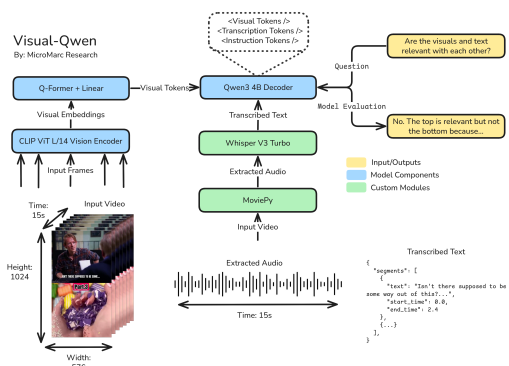 Visual-Qwen
By: MicroMarc Research
<Visual Tokens />
<Transcription Tokens />
<Instruction Tokens />
Are the visuals and text
relevant with each other?
Question
Q-Former + Linear
Visual Tokens
Qwen3 4B Decoder
Model Evaluation
Visual Embeddings
Transcribed Text
No. The top is relevant but not
the bottom because...
CLIP ViT L/14 Vision Encoder
Whisper V3 Turbo
Input Frames
Extracted Audio
Input/Outputs
Model Components
Custom Modules
MoviePy
Time:
15s
Input Video
Input Video
Height:
1024
Extracted Audio
Time: 15s
Transcribed Text
{
"segments": [
{
"text": "Isn't there supposed to be
some way out of this?...",
"start_time": 0.0,
"end_time": 2.4
},
{...}
],
}
Width: